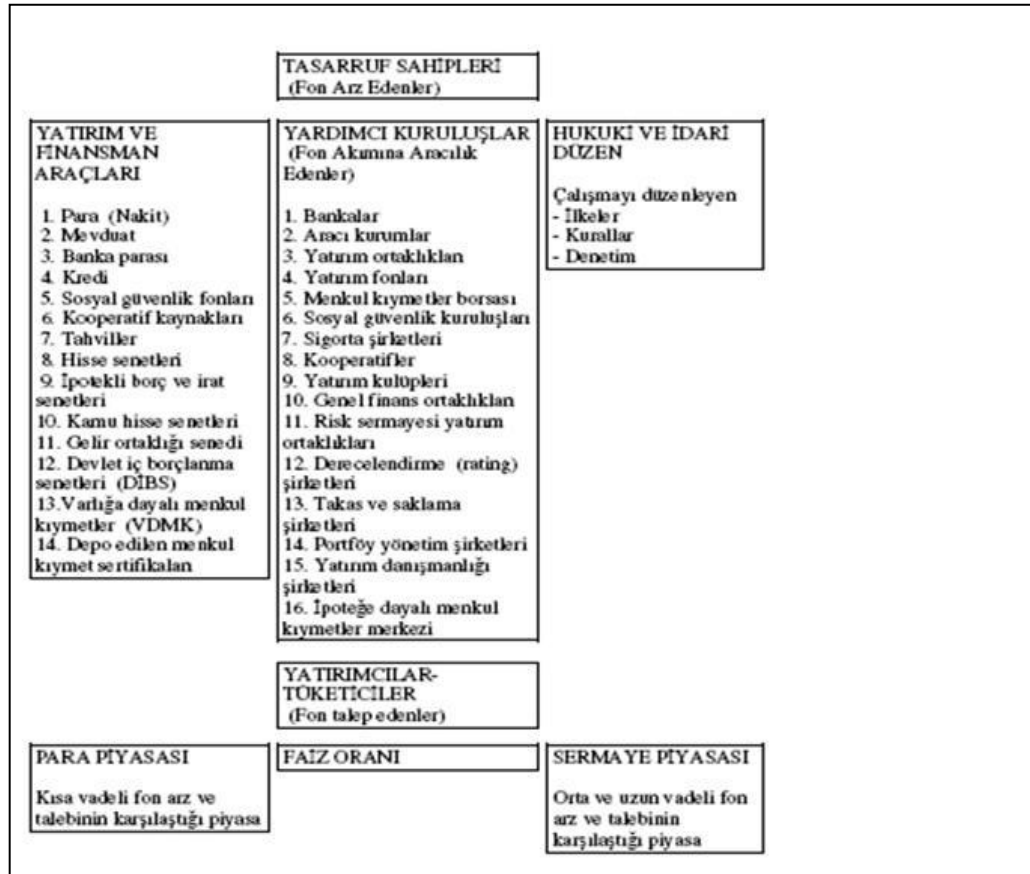 TASARRUF SAHİPLERİ
(Fon Arz Edenler)
YATIRIM VE
FİNANSMAN
ARAÇLARI
1. Para (Nakit)
2. Mevduat
3. Banka parası
4. Kredi
5. Sosyal güvenlik fonları
6. Kooperatif kaynakları
7. Tahviller
8. Hisse senetleri
9. İpotekli borç ve irat
senetleri
10. Kamu hisse senetleri
11. Gelir ortaklığı senedi
12. Devlet iç borçlanma
senetleri (DİBS)
13.Varlığa dayalı menkul
kıymetler (VDMK)
14. Depo edilen menkul
kıymet sertifikaları
YARDIMCI KURULUŞLAR
(Fon Akımına Aracılık
Edenler)
1. Bankalar
2. Aracı kurumlar
3. Yatırım ortaklıkları
4. Yatırım fonları
5. Menkul kıymetler borsası
6. Sosyal güvenlik kuruluşları
7. Sigorta şirketleri
8. Kooperatifler
9. Yatırım kulüpleri
10. Genel finans ortaklıkları
11. Risk sermayesi yatırım
ortaklıkları
12. Derecelendirme (rating)
şirketleri
13. Takas ve saklama
şirketleri
14. Portföy yönetim şirketleri
15. Yatırım danışmanlığı
şirketleri
16. İpoteğe dayalı menkul
kıymetler merkezi
HUKUKİ VE İDARİ
DÜZEN
Çalışmayı düzenleyen
- İlkeler
- Kurallar
- Denetim
YATIRIMCILAR-
TÜKETİCİLER
(Fon talep edenler)
PARA PİYASASI
Kısa vadeli fon arz ve
talebinin karşılaştığı piyasa
FAİZ ORANI
SERMAYE PİYASASI
Orta ve uzun vadeli fon
arz ve talebinin
karşılaştığı piyasa